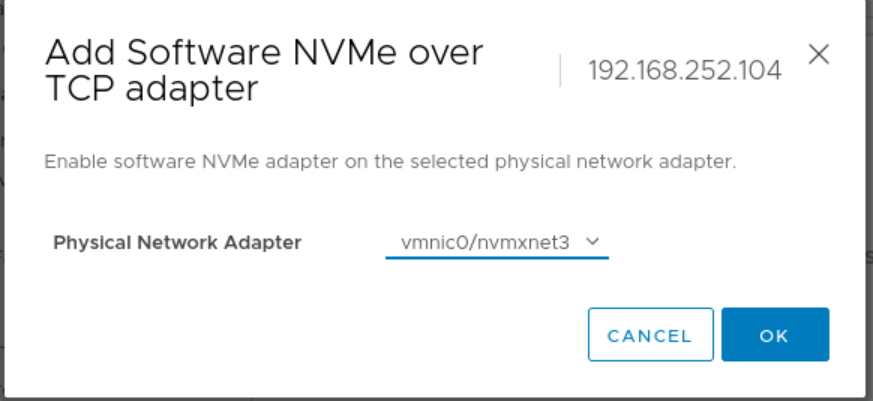 Add Software NVMe over
TCP adapter
192.168.252.104
Enable software NVMe adapter on the selected physical network adapter.
Physical Network Adapter
vmnic0/nvmxnet3
CANCEL
OK